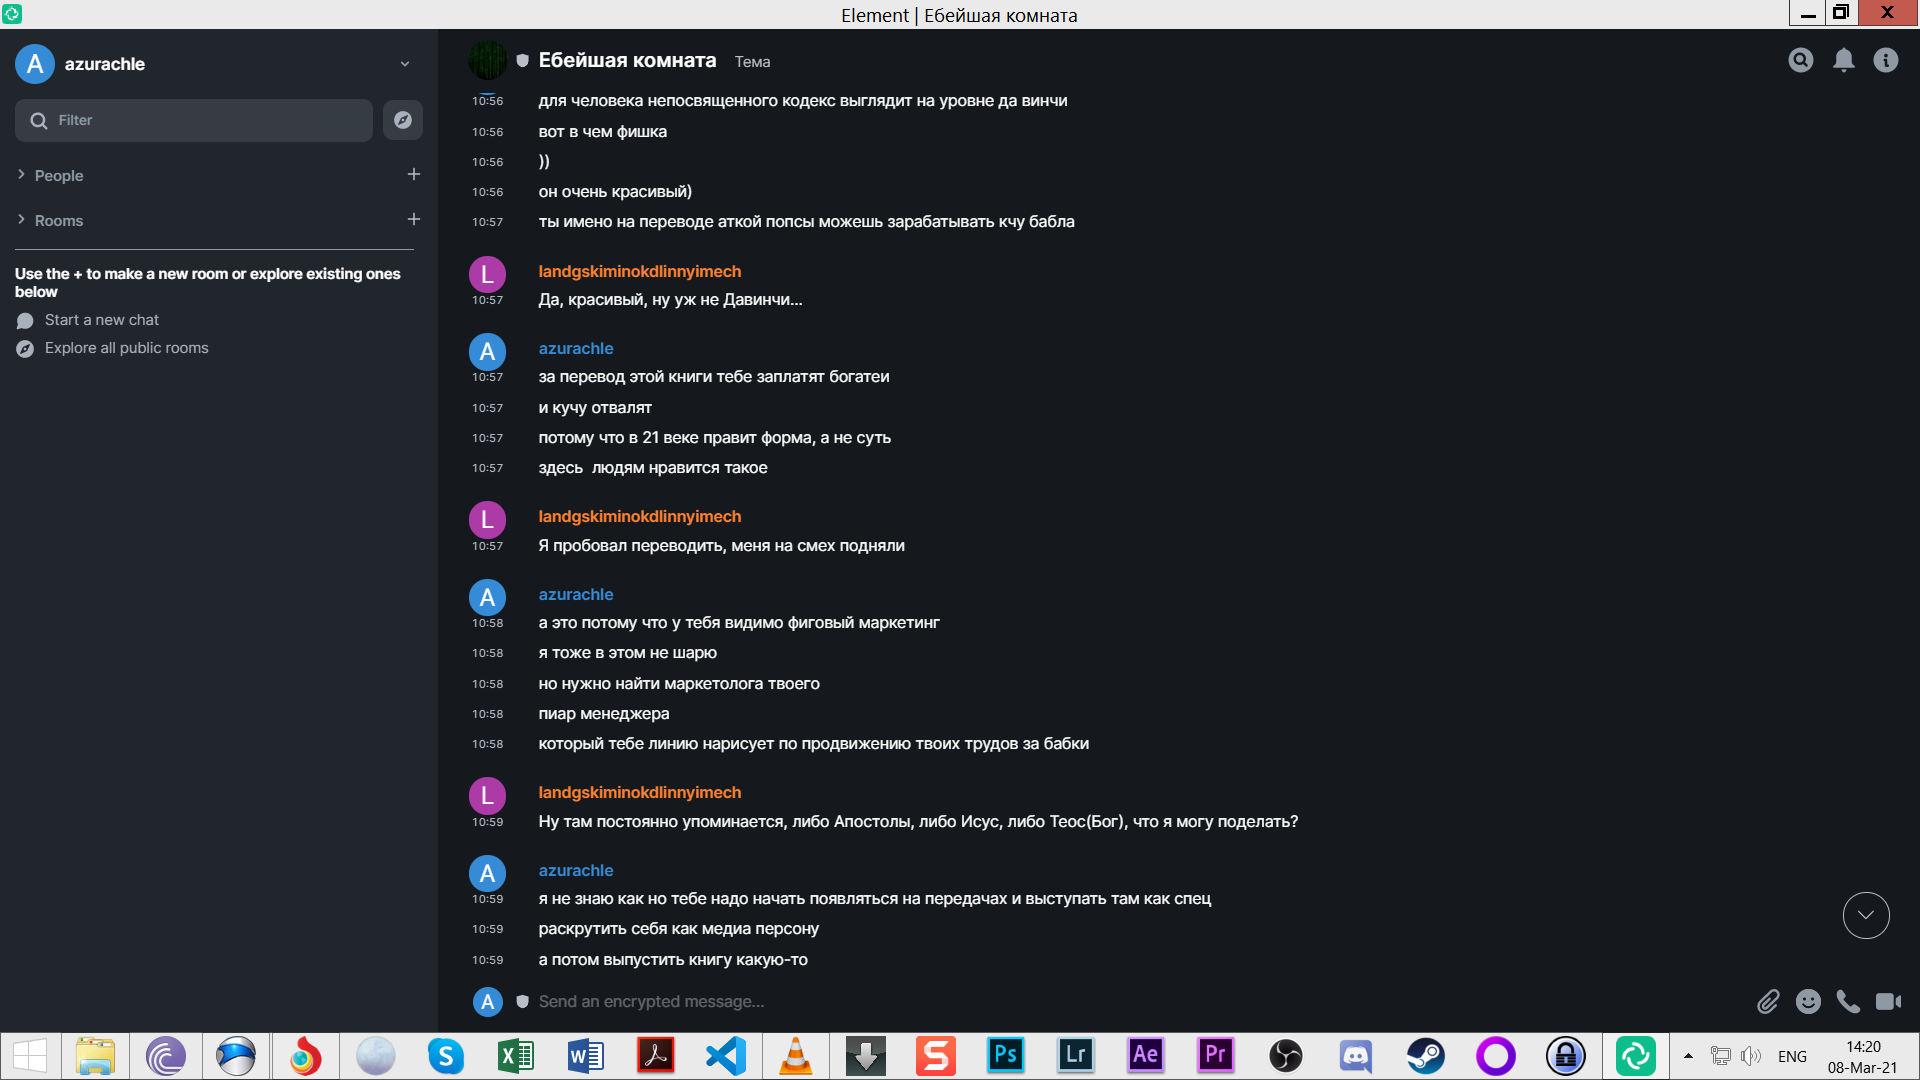 Element | Ебейшая комната
A azurachle
Filter
People
Rooms
Use the + to make a new room or explore existing ones
below
Start a new chat
Explore all public rooms
Ебейшая комната Тема
10:56 для человека непосвященного кодекс выглядит на уровне да винчи
10:56 вот в чем фишка
10:56 ))
10:56 он очень красивый)
10:57 ты имено на переводе аткой попсы можешь зарабатывать кчу бабла
L landgskiminokdlinnyimech
10:57 Да, красивый, ну уж не Давинчи...
A azurachle
10:57 за перевод этой книги тебе заплатят богатеи
10:57 и кучу отвалят
10:57 потому что в 21 веке правит форма, а не суть
10:57 здесь  людям нравится такое
L landgskiminokdlinnyimech
10:57 Я пробовал переводить, меня на смех подняли
A azurachle
10:58 а это потому что у тебя видимо фиговый маркетинг
10:58 я тоже в этом не шарю
10:58 но нужно найти маркетолога твоего
10:58 пиар менеджера
10:58 который тебе линию нарисует по продвижению твоих трудов за бабки
L landgskiminokdlinnyimech
10:59 Ну там постоянно упоминается, либо Апостолы, либо Исус, либо Теос(Бог), что я могу поделать?
A azurachle
10:59 я не знаю как но тебе надо начать появляться на передачах и выступать там как спец
10:59 раскрутить себя как медиа персону
10:59 а потом выпустить книгу какую-то
A Send an encrypted message...
Ps Lr Ae Pr
ENG
14:20
08-Mar-21